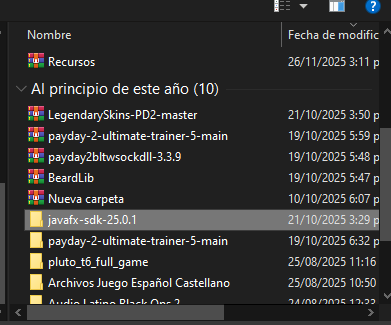 Nombre Fecha de modific
Recursos 26/11/2025 3:11 p
Al principio de este año (10)
LegendarySkins-PD2-master 21/10/2025 3:50 p
payday-2-ultimate-trainer-5-main 19/10/2025 5:59 p
payday2bltwsockdll-3.3.9 19/10/2025 5:48 p
BeardLib 19/10/2025 5:47 p
Nueva carpeta 10/10/2025 6:07 p
javafx-sdk-25.0.1 21/10/2025 3:29 p
payday-2-ultimate-trainer-5-main 19/10/2025 6:32 p
pluto_t6_full_game 25/08/2025 11:16
Archivos Juego Español Castellano 25/08/2025 10:50
Audio Latino Black Ops 2 24/08/2025 12:33